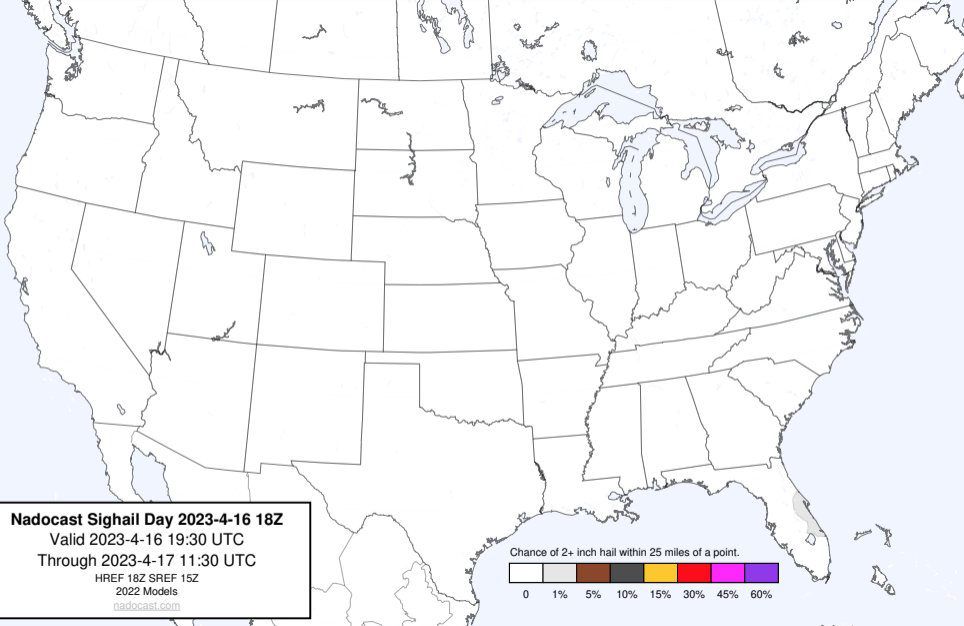 Nadocast Sighail Day 2023-4-16 18Z
Valid 2023-4-16 19:30 UTC
Through 2023-4-17 11:30 UTC
HREF 18Z SREF 15Z
2022 Models
nadocast.com
Chance of 2+ inch hail within 25 miles of a point.
0 1% 5% 10% 15% 30% 45% 60%